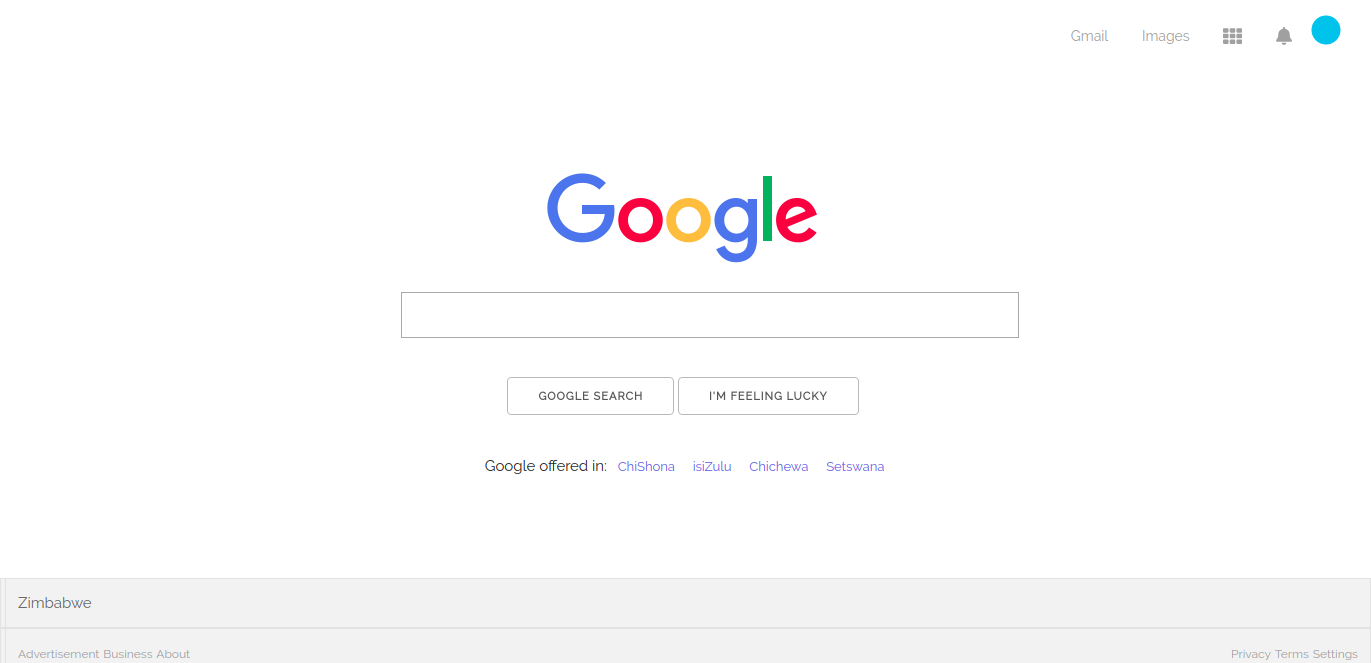 Gmail Images
Google
GOOGLE SEARCH I'M FEELING LUCKY
Google offered in: ChiShona isiZulu Chichewa Setswana
Zimbabwe
Advertisement Business About Privacy Terms Settings